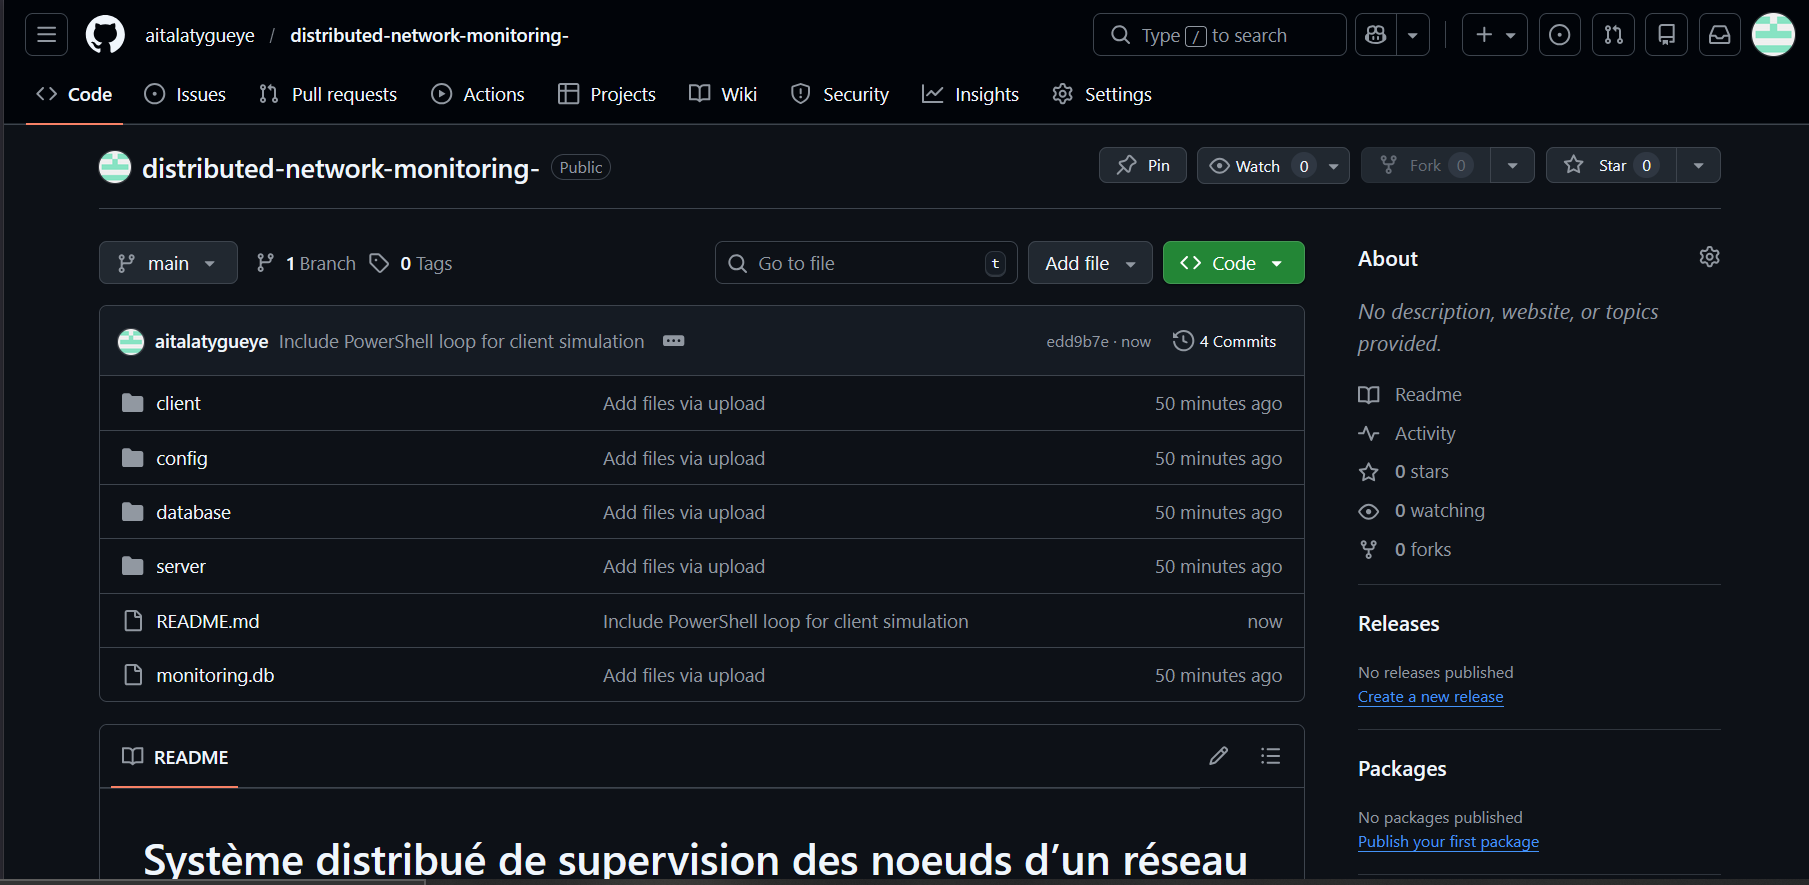 aitalatygueye / distributed-network-monitoring-
Type / to search
Code Issues Pull requests Actions Projects Wiki Security Insights Settings
distributed-network-monitoring- Public
Pin Watch 0 Fork 0 Star 0
main 1 Branch 0 Tags Go to file t Add file Code
aitalatygueye Include PowerShell loop for client simulation edd9b7e · now 4 Commits
client Add files via upload 50 minutes ago
config Add files via upload 50 minutes ago
database Add files via upload 50 minutes ago
server Add files via upload 50 minutes ago
README.md Include PowerShell loop for client simulation now
monitoring.db Add files via upload 50 minutes ago
README
Système distribué de supervision des noeuds d’un réseau
About
No description, website, or topics
provided.
Readme
Activity
0 stars
0 watching
0 forks
Releases
No releases published
Create a new release
Packages
No packages published
Publish your first package